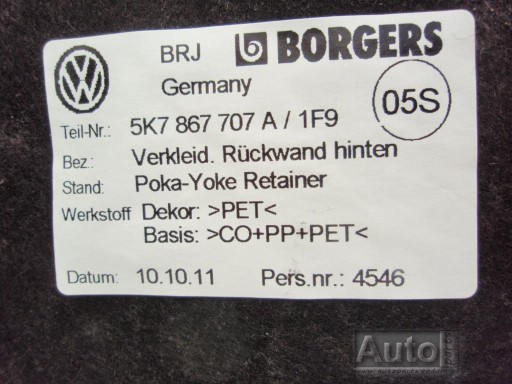 BRJ BORGERS
Germany
05S
Teil-Nr.: 5K7 867 707 A / 1F9
Bez.: Verkleid. Rückwand hinten
Stand: Poka-Yoke Retainer
Werkstoff Dekor: >PET<
Basis: >CO+PP+PET<
Datum: 10.10.11 Pers.nr.: 4546
Auto